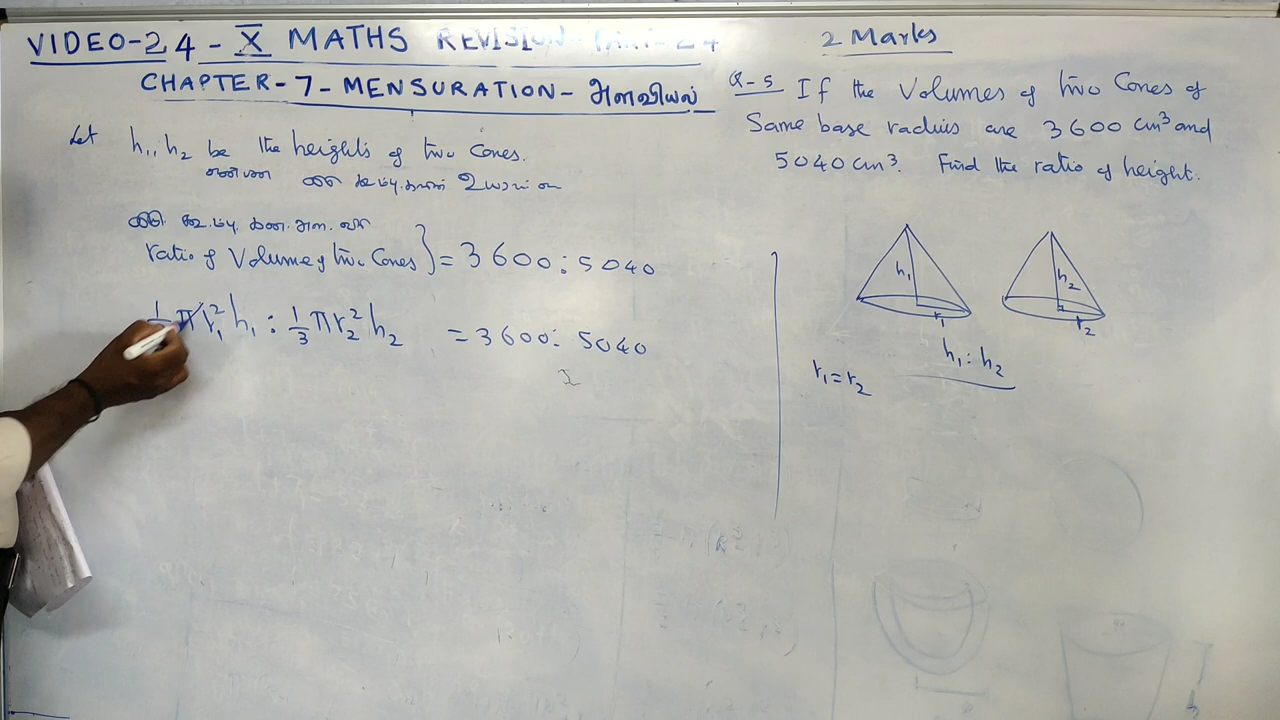 VIDEO-24 - X MATHS REVISION
CHAPTER - 7 - MENSURATION - அளவியல்
Let h₁, h₂ be the heights of two Cones.
ratio of Volume of two Cones } = 3600 : 5040
1/3 πr₁²h₁ : 1/3 πr₂²h₂ = 3600 : 5040
2 Marks
Q-5 If the Volumes of two Cones of
Same base radius are 3600 cm³ and
5040 cm³. Find the ratio of height.
h₁
r₁
h₂
r₂
h₁ : h₂
r₁ = r₂